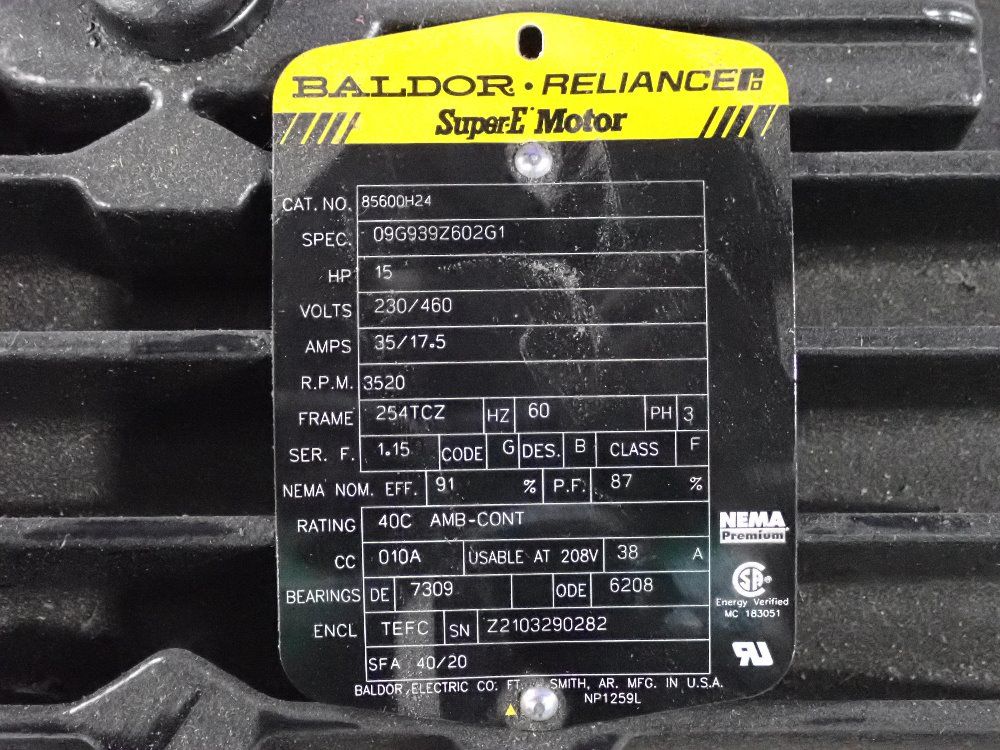 BALDOR • RELIANCE
Super-E Motor
CAT. NO. 85600H24
SPEC. 09G939Z602G1
HP 15
VOLTS 230/460
AMPS 35/17.5
R.P.M. 3520
FRAME 254TCZ HZ 60 PH 3
SER. F. 1.15 CODE G DES. B CLASS F
NEMA NOM. EFF. 91 % P.F. 87 %
RATING 40C AMB-CONT
CC 010A USABLE AT 208V 38 A
BEARINGS DE 7309 ODE 6208
ENCL TEFC SN Z2103290282
SFA 40/20
BALDOR ELECTRIC CO. FT. SMITH, AR. MFG. IN U.S.A.
NP1259L
NEMA
Premium
SA
Energy Verified
MC 183051
RU